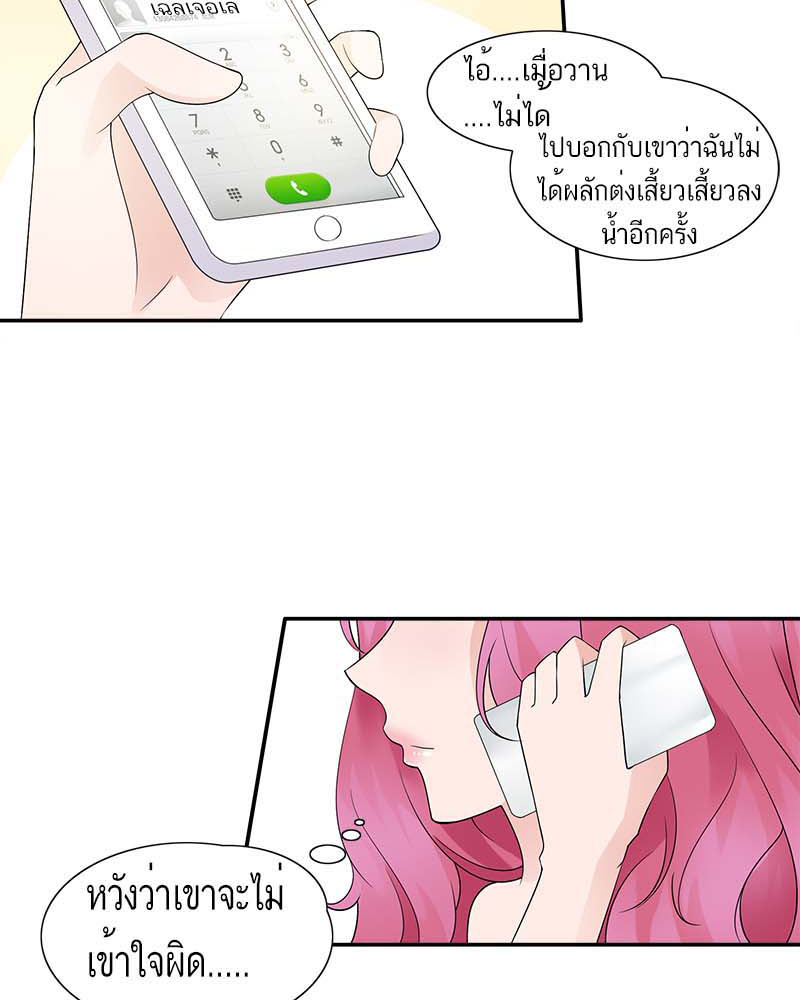 เฉสเจอเส
2
3
5
7
PQRS
8
9
*
0
#
ไอ้....เมื่อวาน
....ไม่ได้
ไปบอกกับเขาว่าฉันไม่
ได้ผลักต่งเสี้ยวเสี้ยวลง
น้ำอีกครั้ง
หวังว่าเขาจะไม่
เข้าใจผิด.....